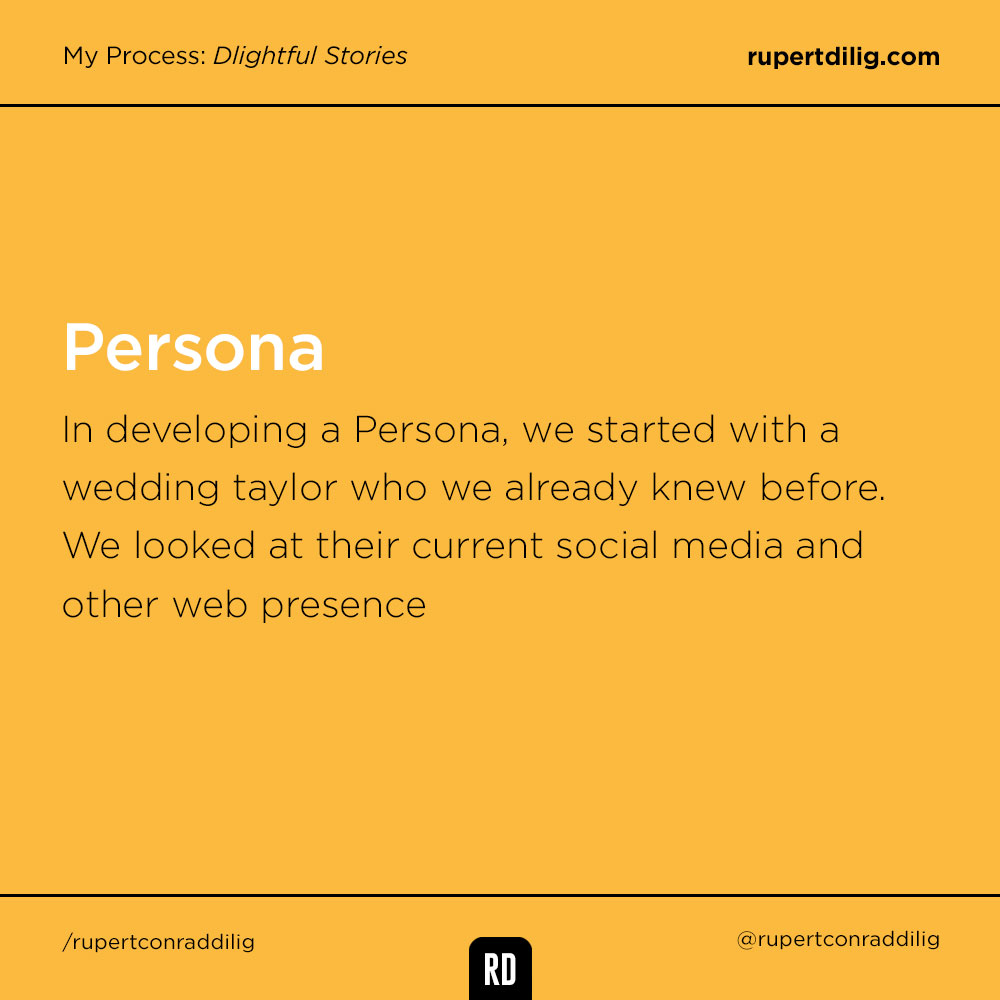 My Process: Dlightful Stories
rupertdilig.com
Persona
In developing a Persona, we started with a
wedding taylor who we already knew before.
We looked at their current social media and
other web presence
/rupertconraddilig
RD
@rupertconraddilig